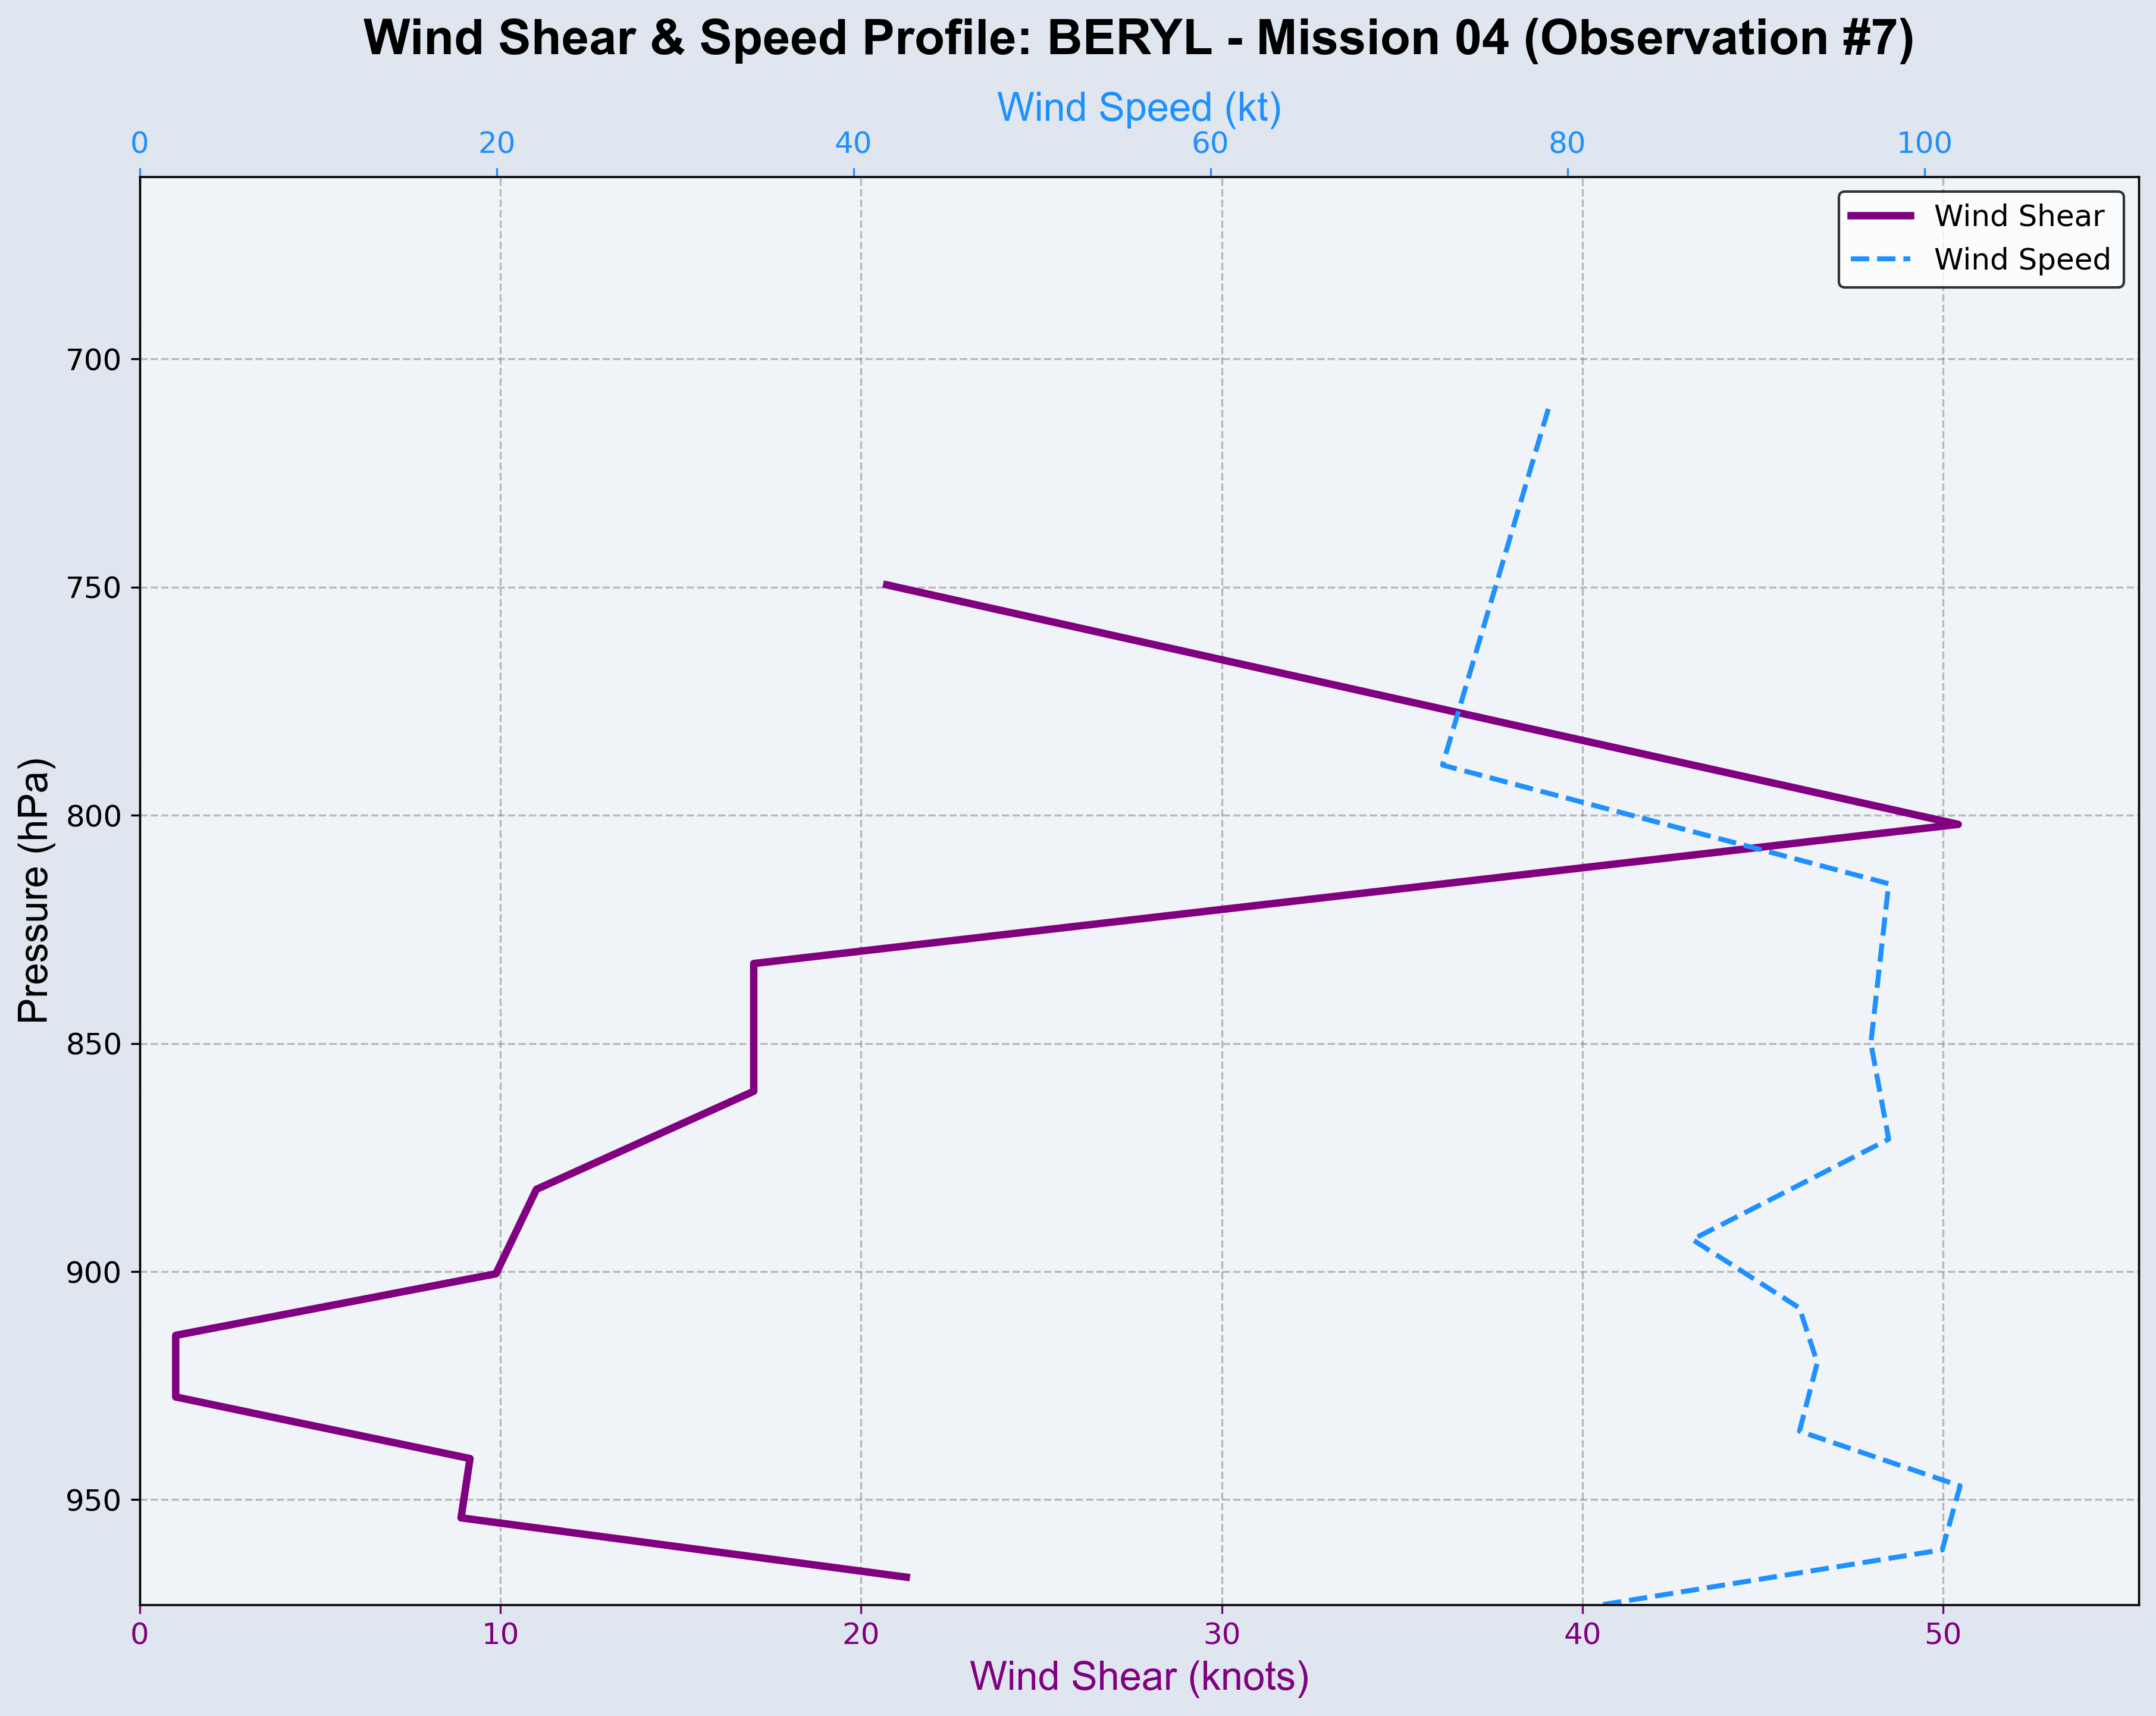 Wind Shear & Speed Profile: BERYL - Mission 04 (Observation #7)
Wind Speed (kt)
0 20 40 60 80 100
Wind Shear
Wind Speed
700
750
800
850
900
950
Pressure (hPa)
0 10 20 30 40 50
Wind Shear (knots)